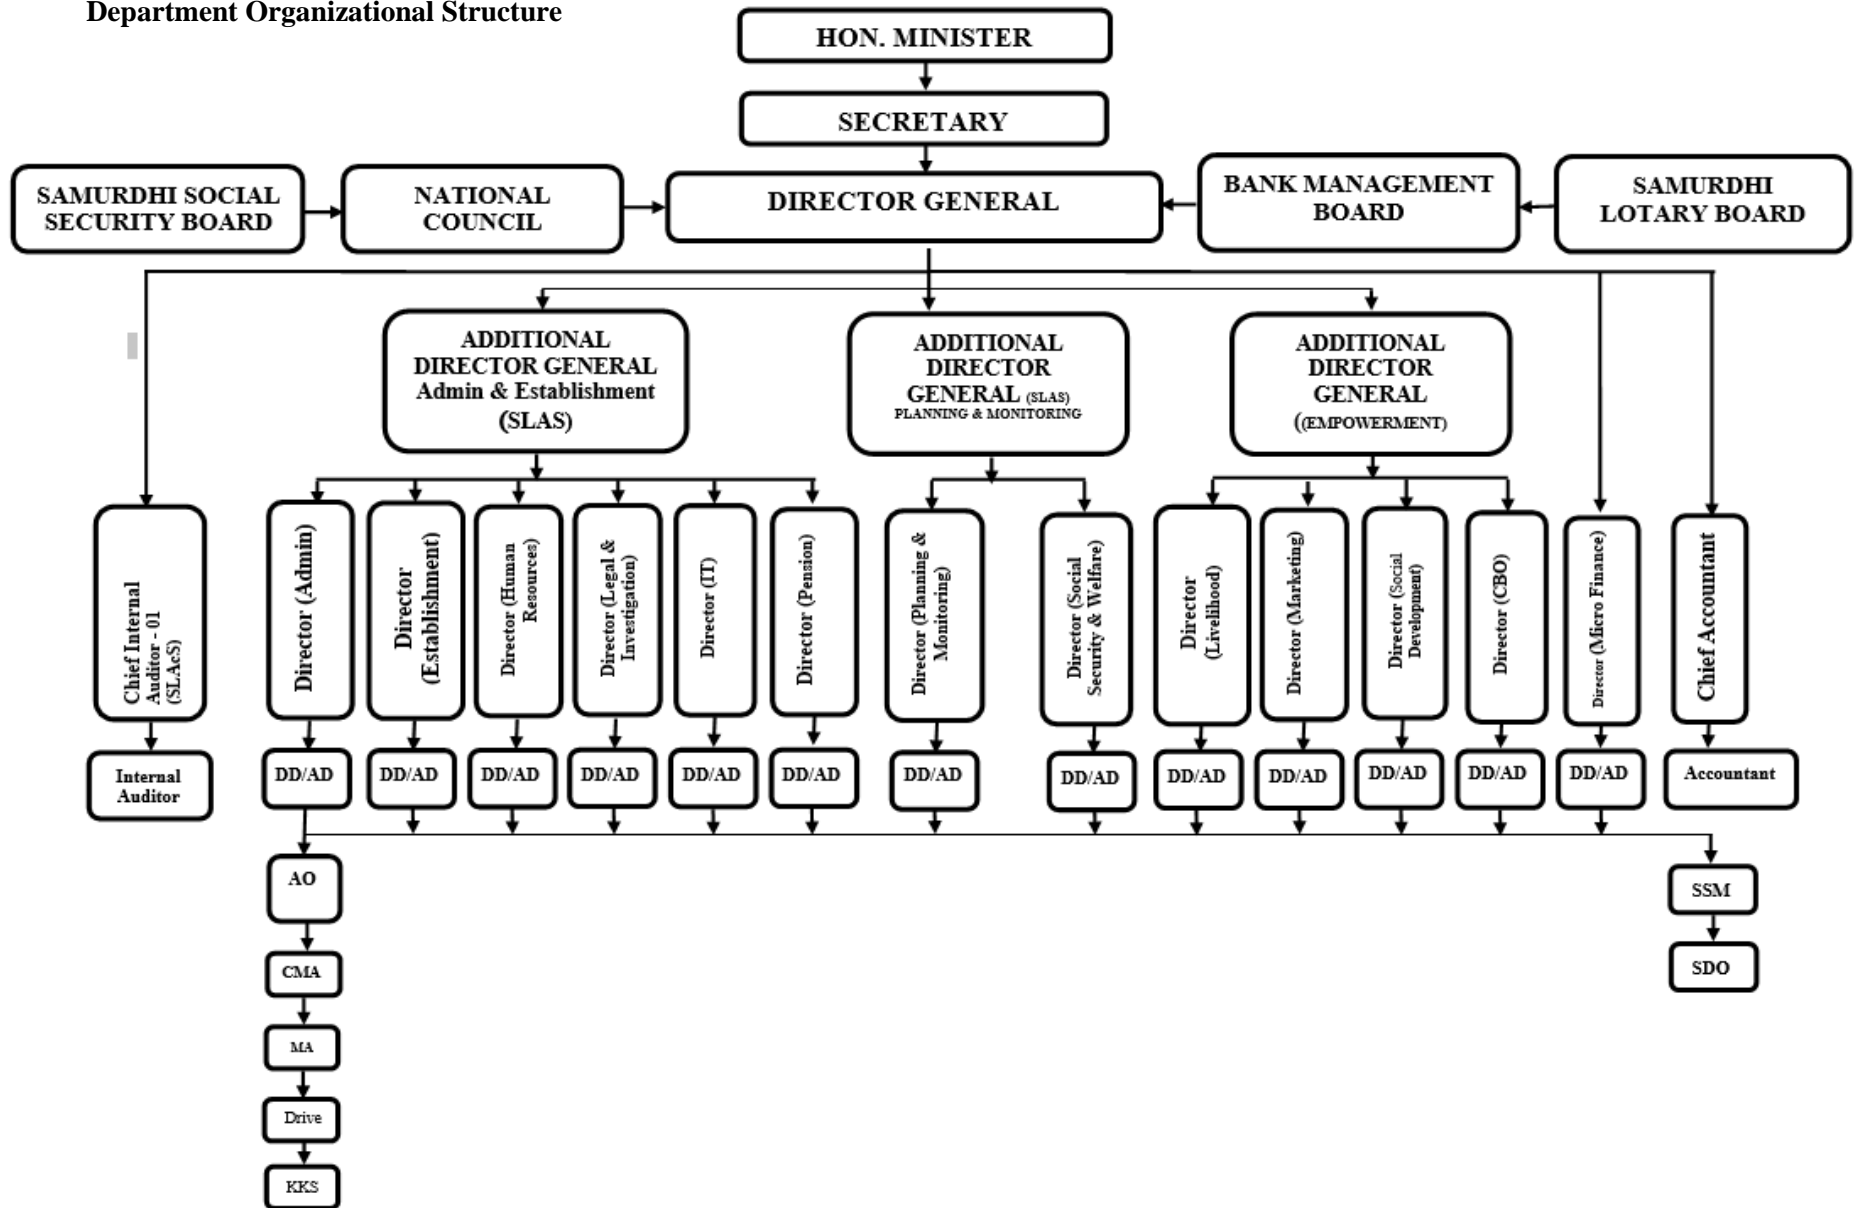 Department Organizational Structure
HON. MINISTER
SECRETARY
SAMURDHI SOCIAL
SECURITY BOARD
NATIONAL
COUNCIL
DIRECTOR GENERAL
BANK MANAGEMENT
BOARD
SAMURDHI
LOTARY BOARD
ADDITIONAL
DIRECTOR GENERAL
Admin & Establishment
(SLAS)
ADDITIONAL
DIRECTOR
GENERAL (SLAS)
PLANNING & MONITORING
ADDITIONAL
DIRECTOR
GENERAL
((EMPOWERMENT)
Chief Internal
Auditor - 01
(SLAcS)
Director (Admin)
Director
(Establishment)
Director (Human
Resources)
Director (Legal &
Investigation)
Director (IT)
Director (Pension)
Director (Planning &
Monitoring)
Director (Social
Security & Welfare)
Director
(Livelihood)
Director (Marketing)
Director (Social
Development)
Director (CBO)
Director (Micro Finance)
Chief Accountant
Internal
Auditor
DD/AD
DD/AD
DD/AD
DD/AD
DD/AD
DD/AD
DD/AD
DD/AD
DD/AD
DD/AD
DD/AD
DD/AD
DD/AD
Accountant
AO
SSM
CMA
SDO
MA
Drive
KKS